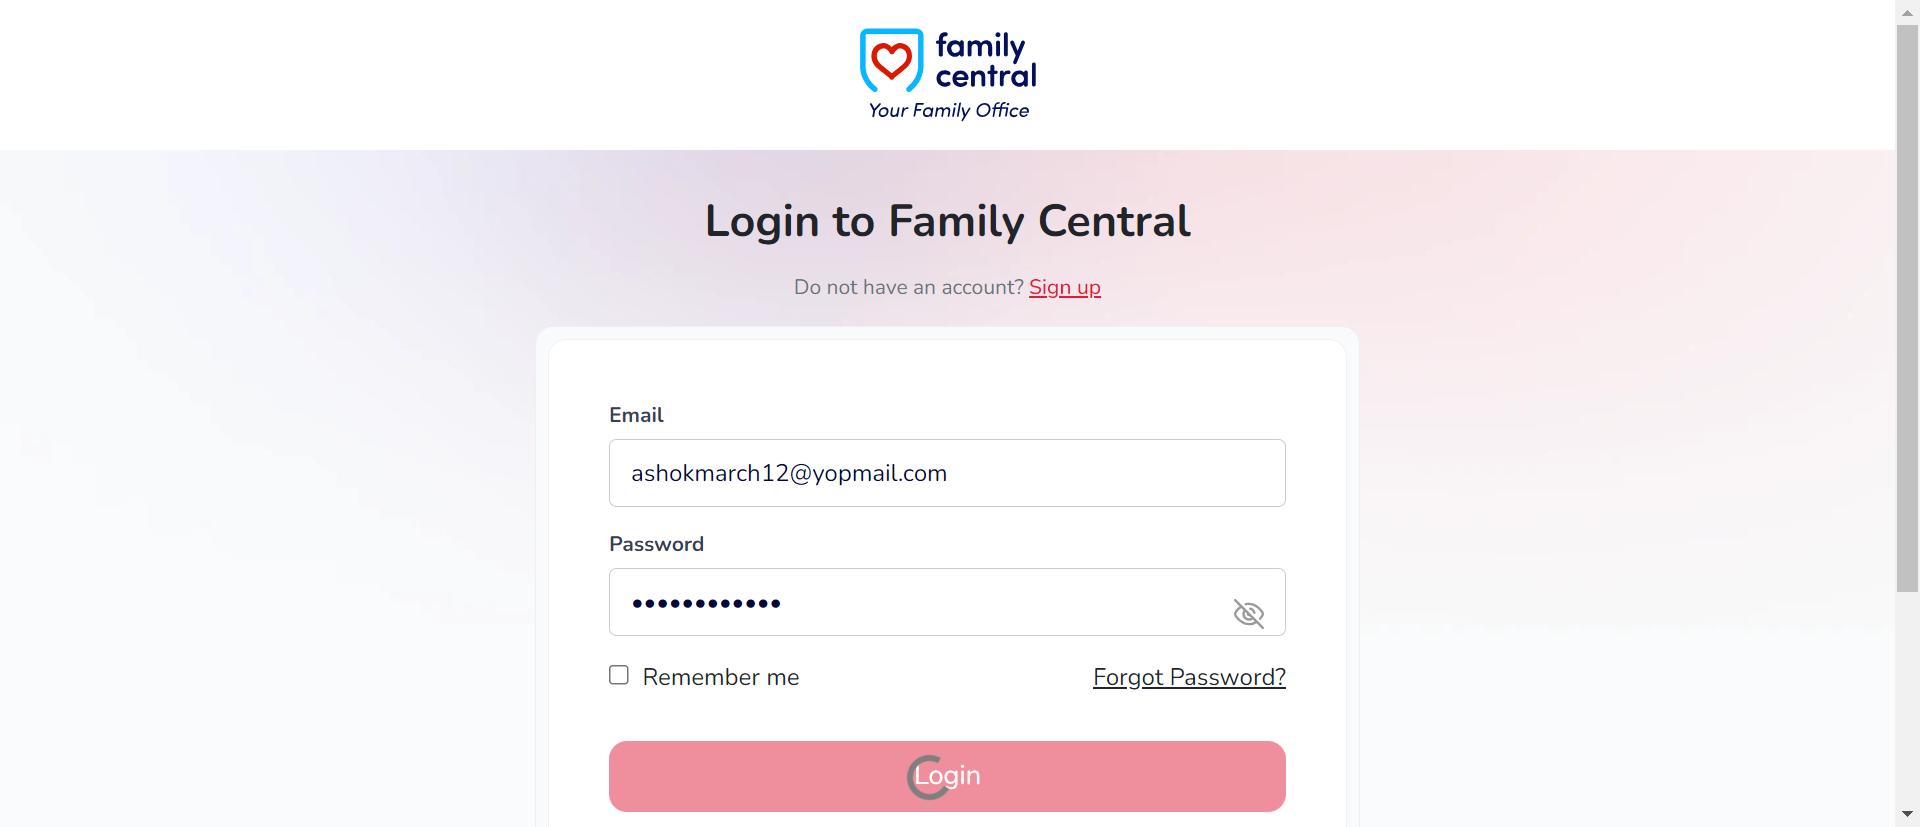 family
central
Your Family Office
Login to Family Central
Do not have an account? Sign up
Email
ashokmarch12@yopmail.com
Password
••••••••••••
Remember me
Forgot Password?
Login